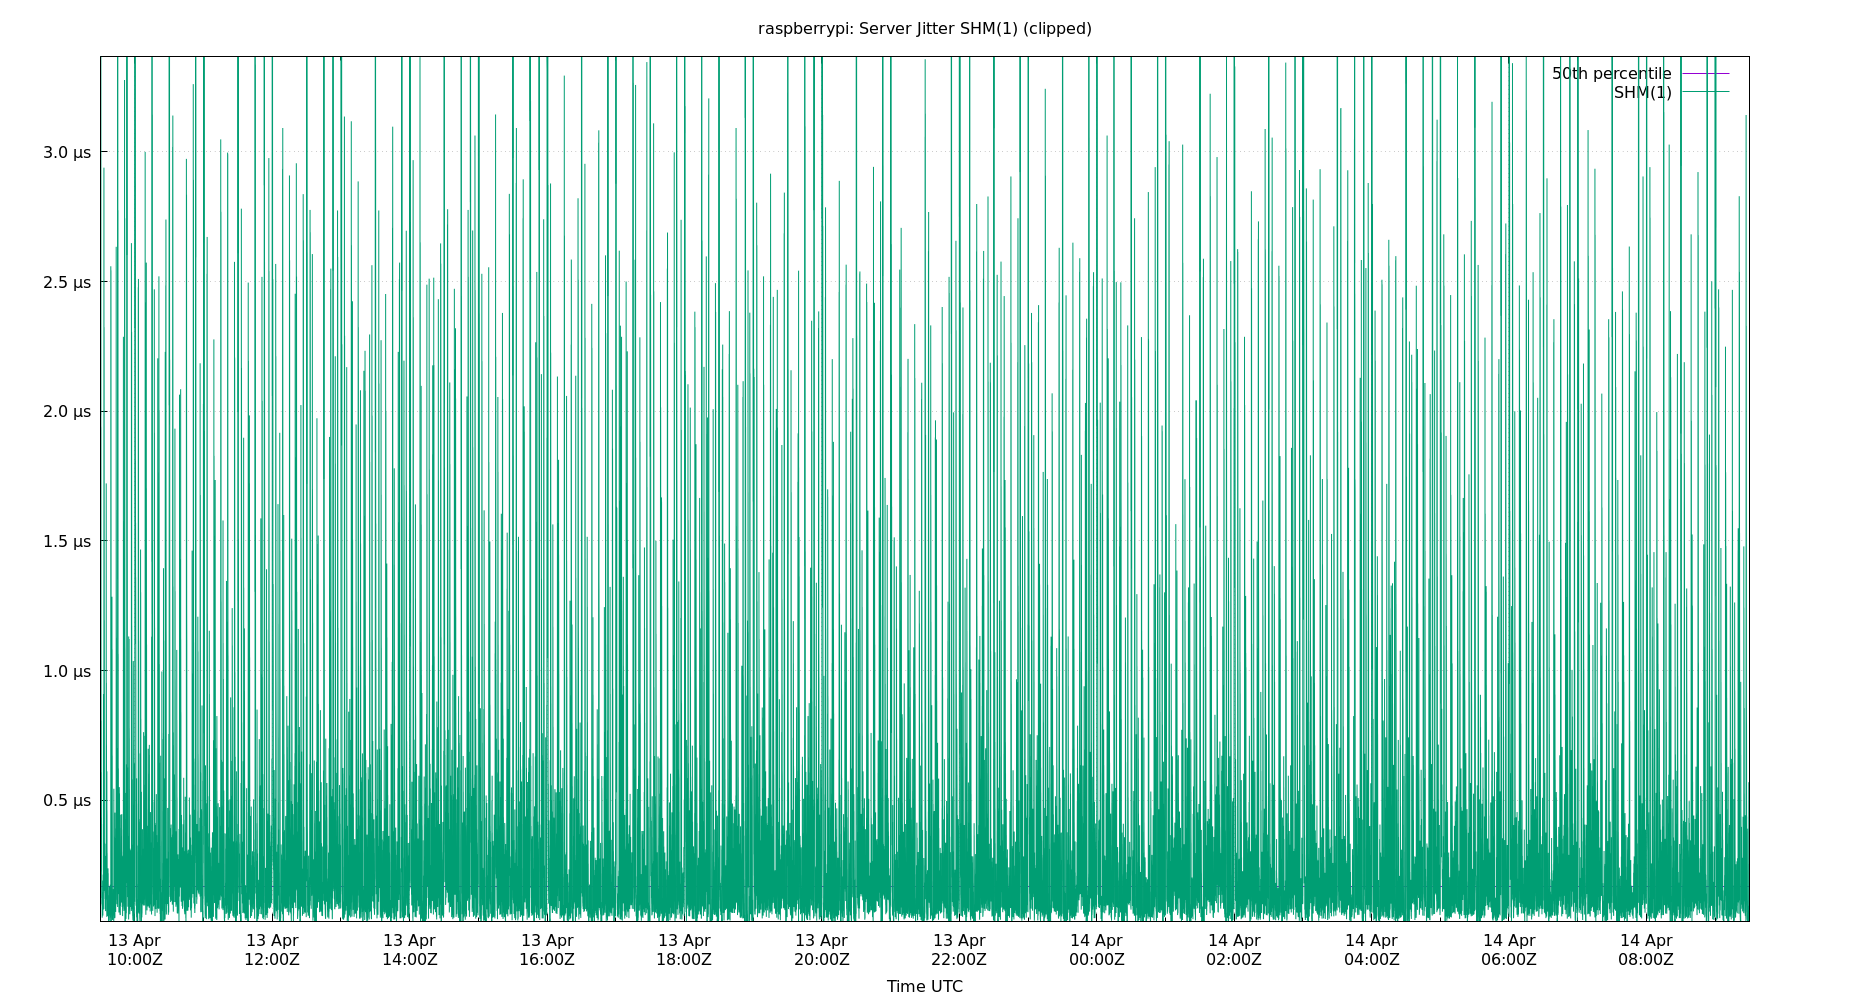 raspberrypi: Server Jitter SHM(1) (clipped)
50th percentile
SHM(1)
3.0 µs
2.5 µs
2.0 µs
1.5 µs
1.0 µs
0.5 µs
13 Apr 13 Apr 13 Apr 13 Apr 13 Apr 13 Apr 13 Apr 14 Apr 14 Apr 14 Apr 14 Apr 14 Apr
10:00Z 12:00Z 14:00Z 16:00Z 18:00Z 20:00Z 22:00Z 00:00Z 02:00Z 04:00Z 06:00Z 08:00Z
Time UTC